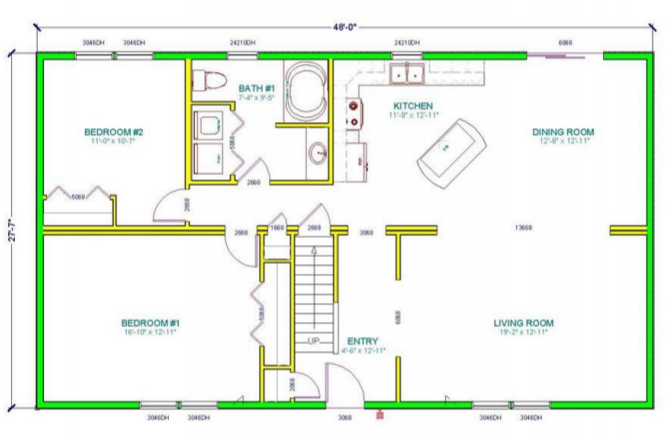 48'-0"
3046DH 3046DH 24210DH 24210DH 6068
BATH #1
7'-4" x 9'-8"
KITCHEN
11'-9" x 12'-11"
BEDROOM #2
11'-0" x 10'-7"
DINING ROOM
12'-8" x 12'-11"
5068
2668
5068
2668
27'-7"
2668 1668 2668 3068 13668
5068
6068
BEDROOM #1
16'-10" x 12'-11"
LIVING ROOM
19'-2" x 12'-11"
UP
ENTRY
4'-6" x 12'-11"
2668
3046DH 3046DH 3068 3046DH 3046DH